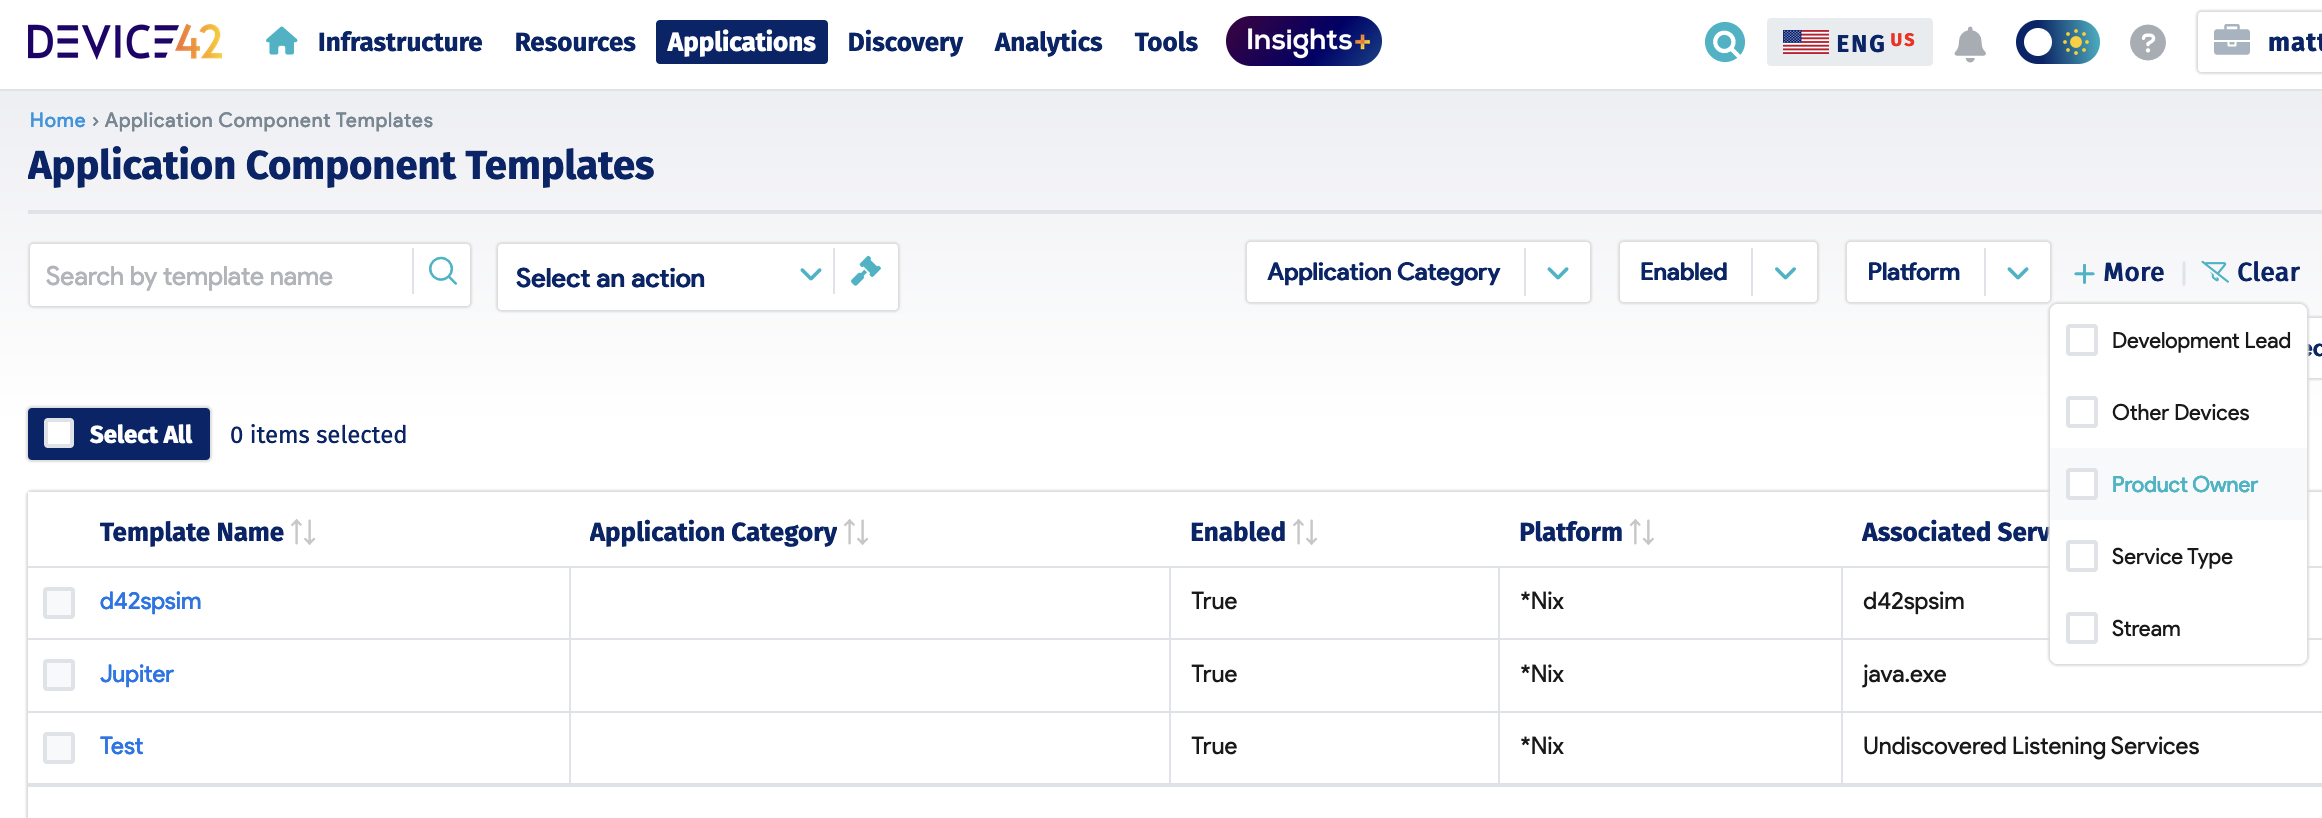 DEVICE42 Infrastructure Resources Applications Discovery Analytics Tools Insights+ ENG US ? matt
Home › Application Component Templates
Application Component Templates
Search by template name Select an action Application Category Enabled Platform + More Clear
Development Lead
Other Devices
Product Owner
Service Type
Stream
Select All 0 items selected
Template Name Application Category Enabled Platform Associated Serv
d42spsim True *Nix d42spsim
Jupiter True *Nix java.exe
Test True *Nix Undiscovered Listening Services